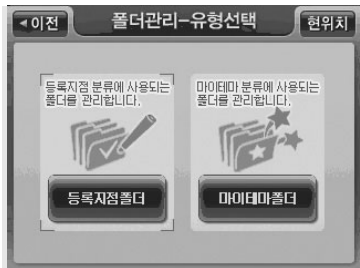 ◀이전
폴더관리-유형선택
현위치
등록지점 분류에 사용되는
폴더를 관리합니다.
마이테마 분류에 사용되는
폴더를 관리합니다.
등록지점폴더
마이테마폴더